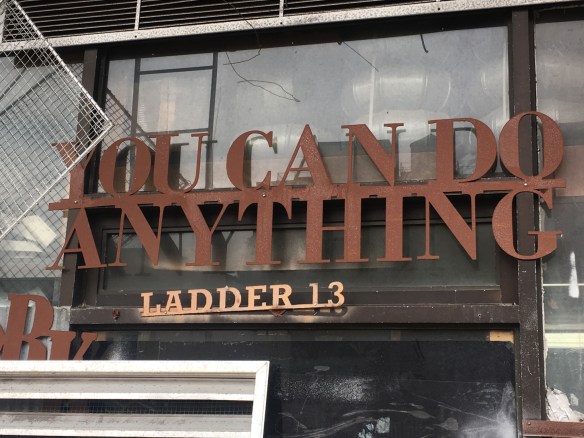 YOU CAN DO
ANYTHING
LADDER 13